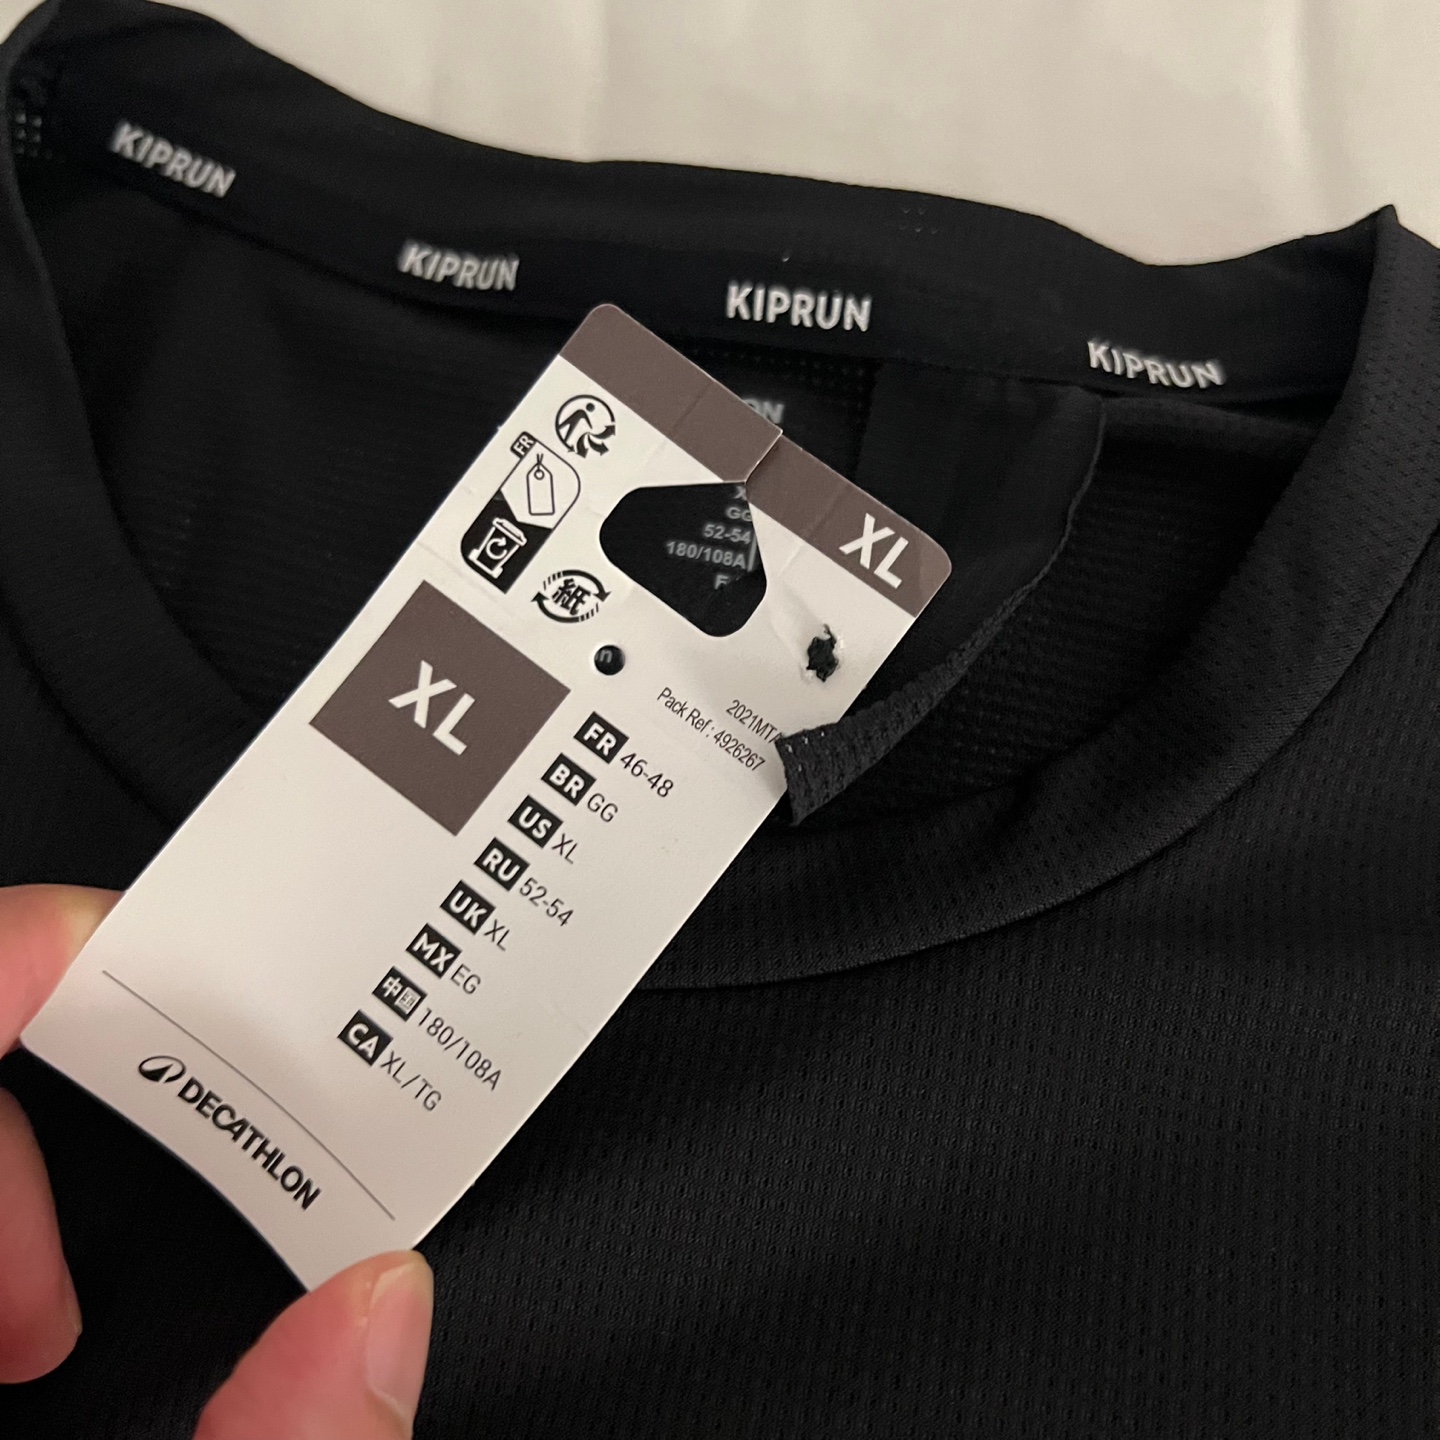 KIPRUN
KIPRUN
KIPRUN
KIPRUN
XL
FR
紙
GG
52-54
180/108A
XL
2021MTA
Pack Ref : 4926267
FR 46-48
BR GG
US XL
RU 52-54
UK XL
MX EG
中国 180/108A
CA XL/TG
DECATHLON